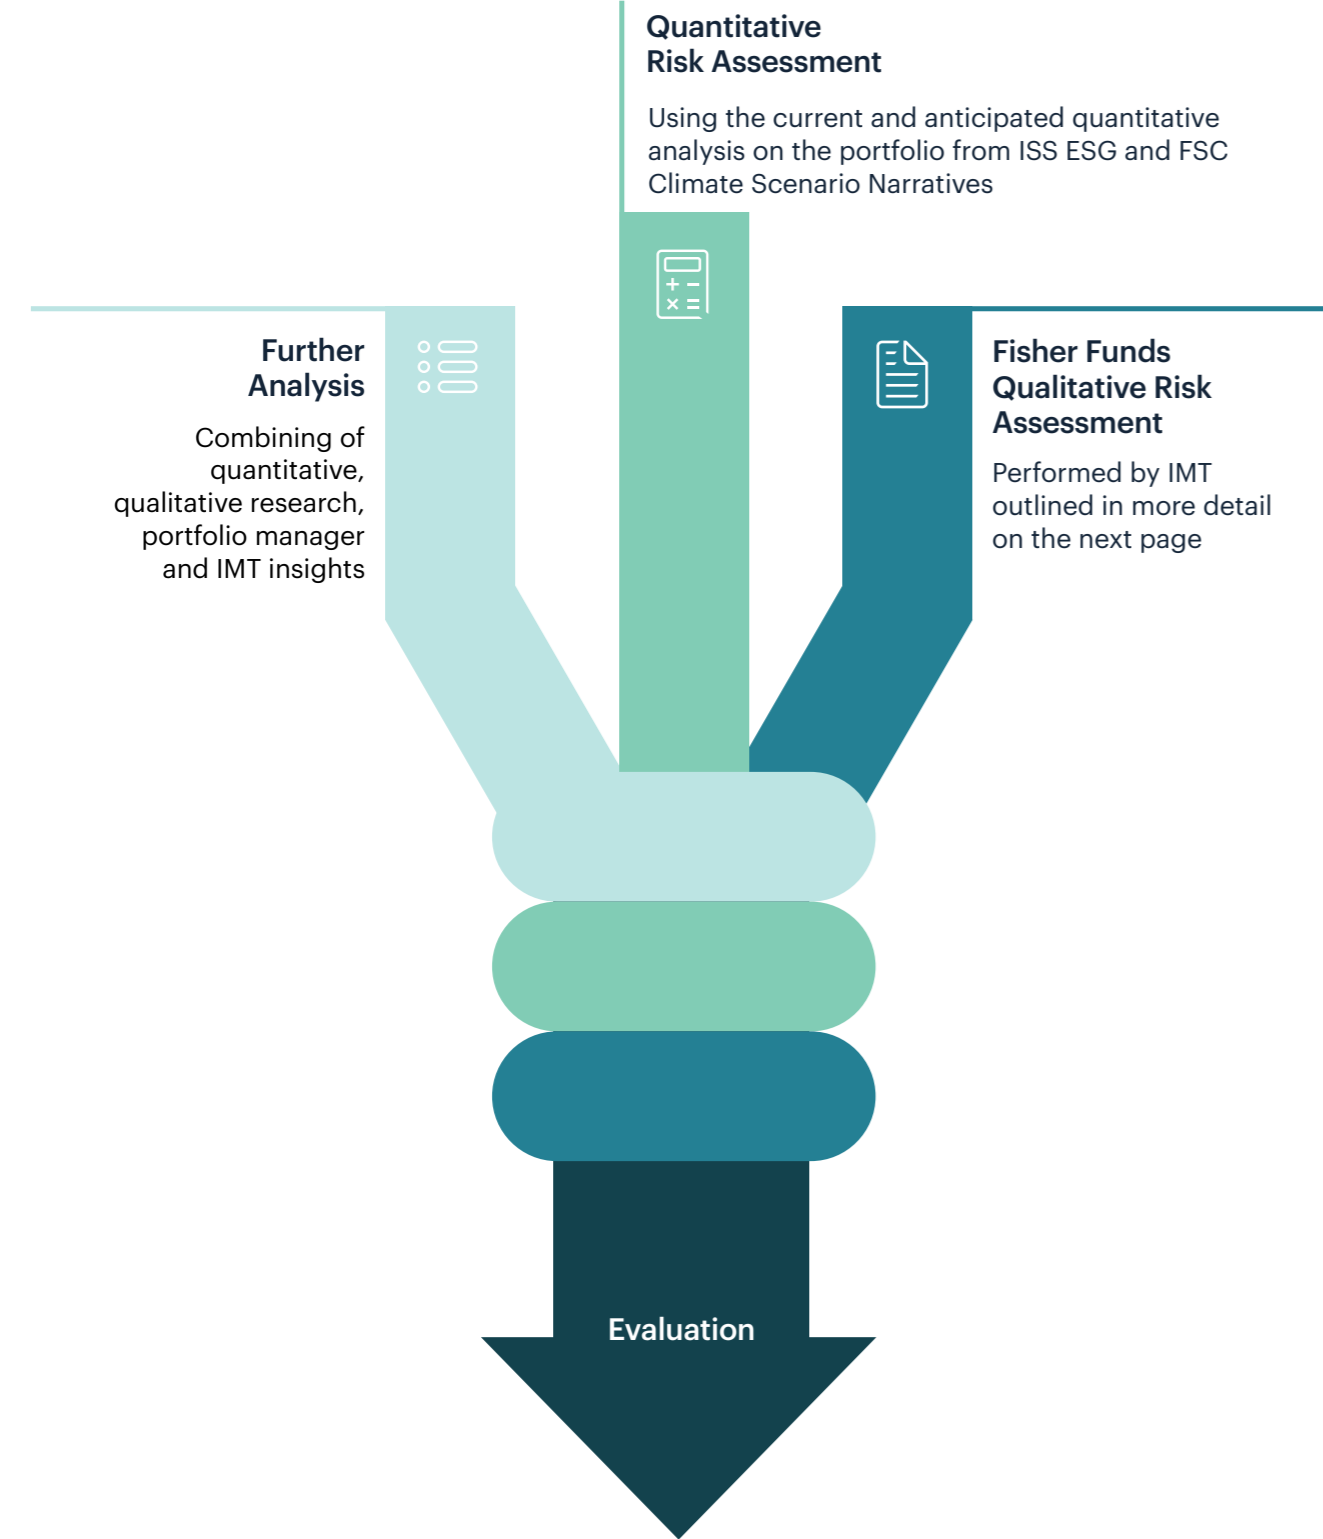 Quantitative
Risk Assessment
Using the current and anticipated quantitative
analysis on the portfolio from ISS ESG and FSC
Climate Scenario Narratives
Further
Analysis
Combining of
quantitative,
qualitative research,
portfolio manager
and IMT insights
Fisher Funds
Qualitative Risk
Assessment
Performed by IMT
outlined in more detail
on the next page
Evaluation